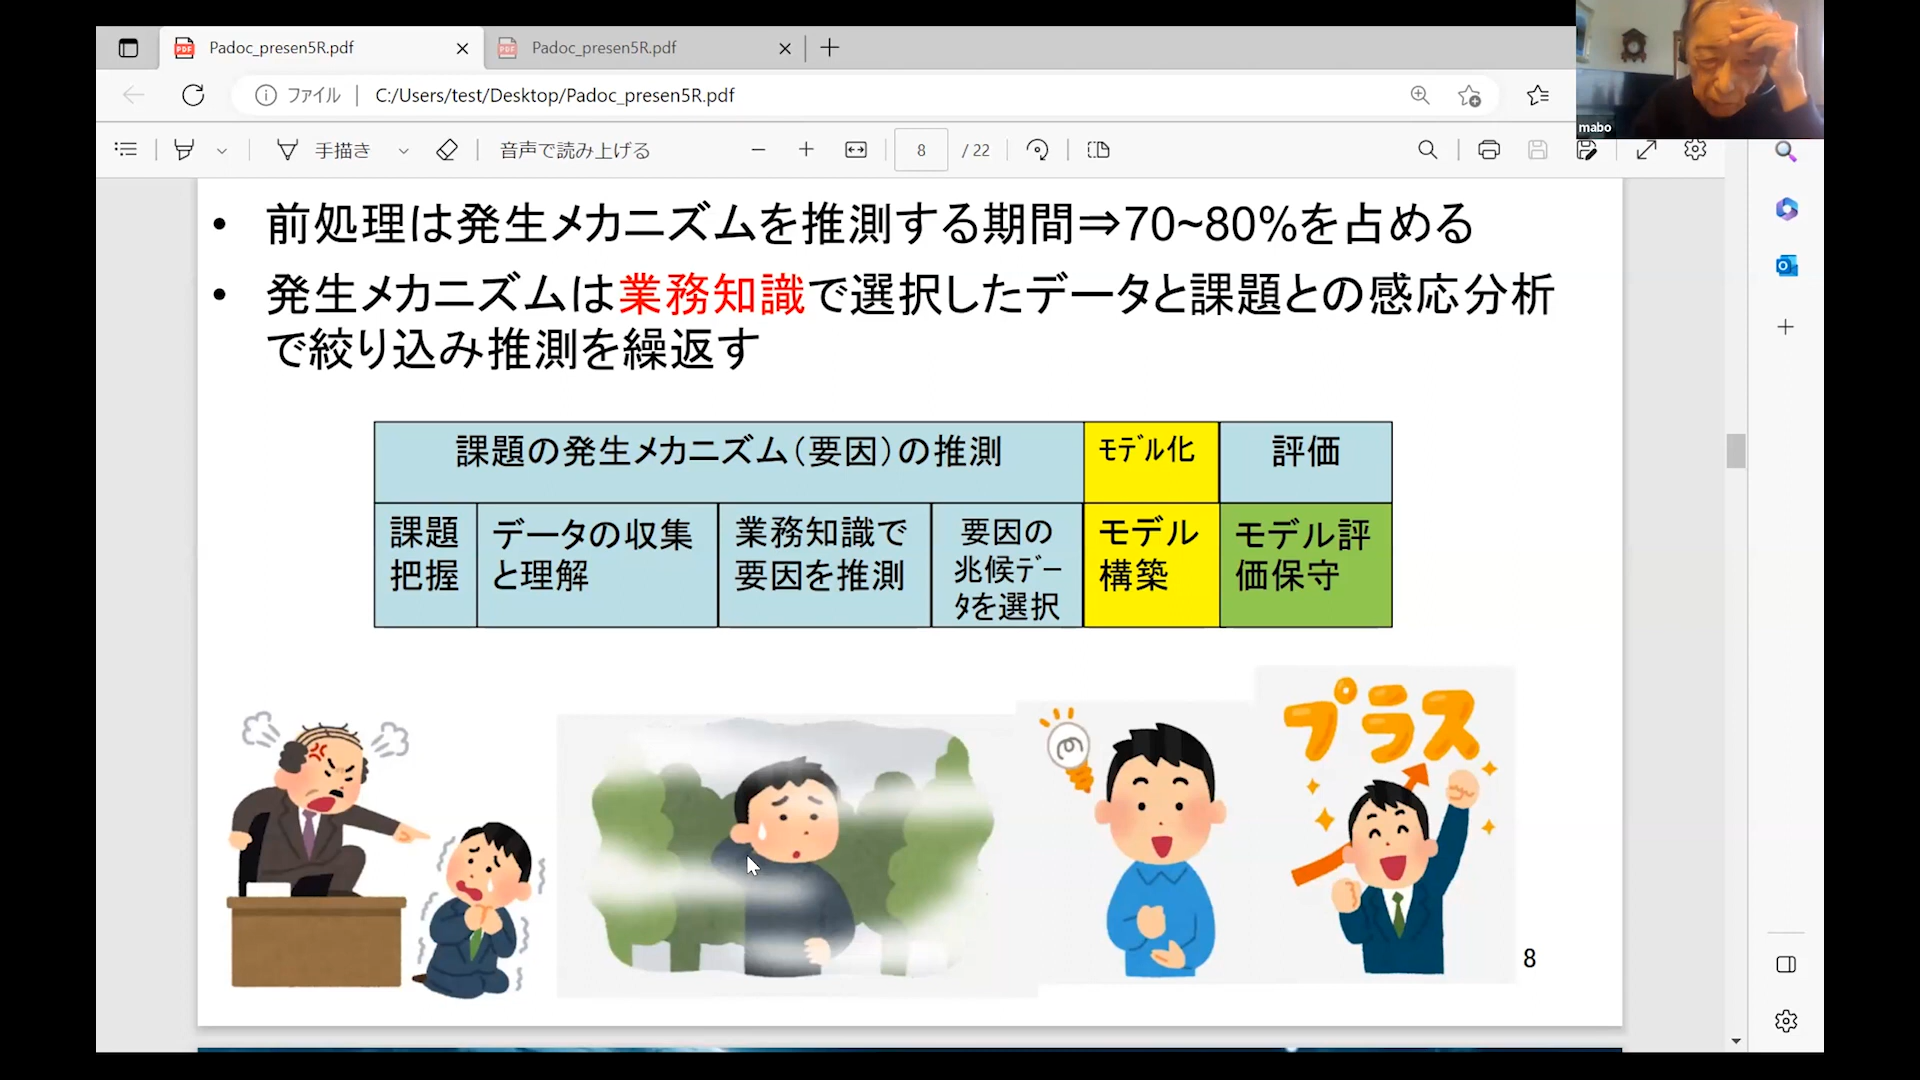 Padoc_presen5R.pdf
Padoc_presen5R.pdf
ファイル
C:/Users/test/Desktop/Padoc_presen5R.pdf
手描き
音声で読み上げる
8
/ 22
mabo
• 前処理は発生メカニズムを推測する期間⇒70~80%を占める
• 発生メカニズムは業務知識で選択したデータと課題との感応分析
で絞り込み推測を繰返す
課題の発生メカニズム（要因）の推測
ﾓﾃﾞﾙ化
評価
課題
把握
データの収集
と理解
業務知識で
要因を推測
要因の
兆候ﾃﾞｰ
ﾀを選択
モデル
構築
モデル評
価保守
プラス
8